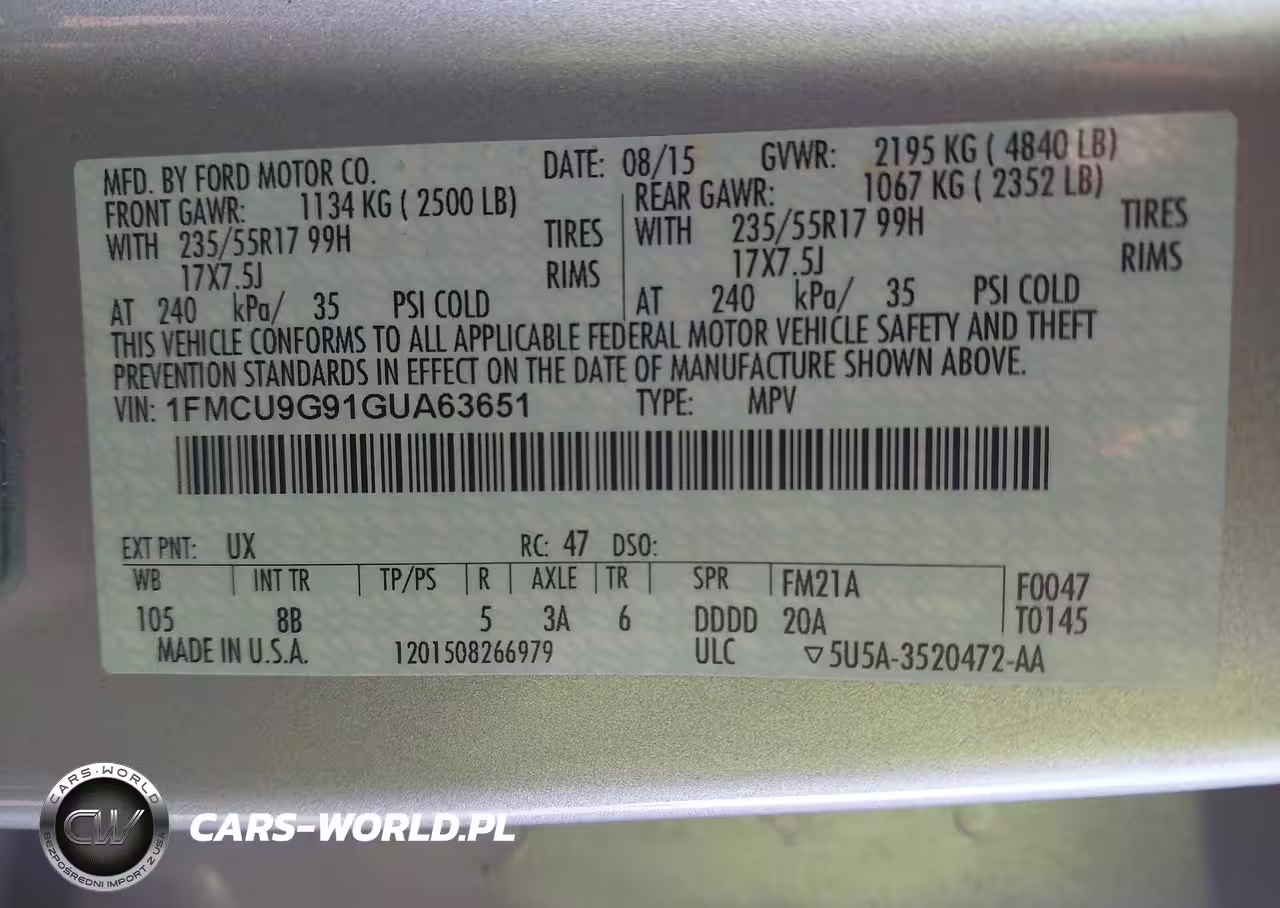 MFD. BY FORD MOTOR CO. DATE: 08/15 GVWR: 2195 KG ( 4840 LB)
FRONT GAWR: 1134 KG ( 2500 LB) REAR GAWR: 1067 KG ( 2352 LB)
WITH 235/55R17 99H TIRES WITH 235/55R17 99H TIRES
17X7.5J RIMS 17X7.5J RIMS
AT 240 kPa/ 35 PSI COLD AT 240 kPa/ 35 PSI COLD
THIS VEHICLE CONFORMS TO ALL APPLICABLE FEDERAL MOTOR VEHICLE SAFETY AND THEFT
PREVENTION STANDARDS IN EFFECT ON THE DATE OF MANUFACTURE SHOWN ABOVE.
VIN: 1FMCU9G91GUA63651 TYPE: MPV
EXT PNT: UX RC: 47 DSO:
WB INT TR TP/PS R AXLE TR SPR FM21A F0047
105 8B 5 3A 6 DDDD 20A T0145
MADE IN U.S.A. 1201508266979 ULC ▽5U5A-3520472-AA
CARS-WORLD
CW
BEZPOŚREDNI IMPORT Z USA
CARS-WORLD.PL